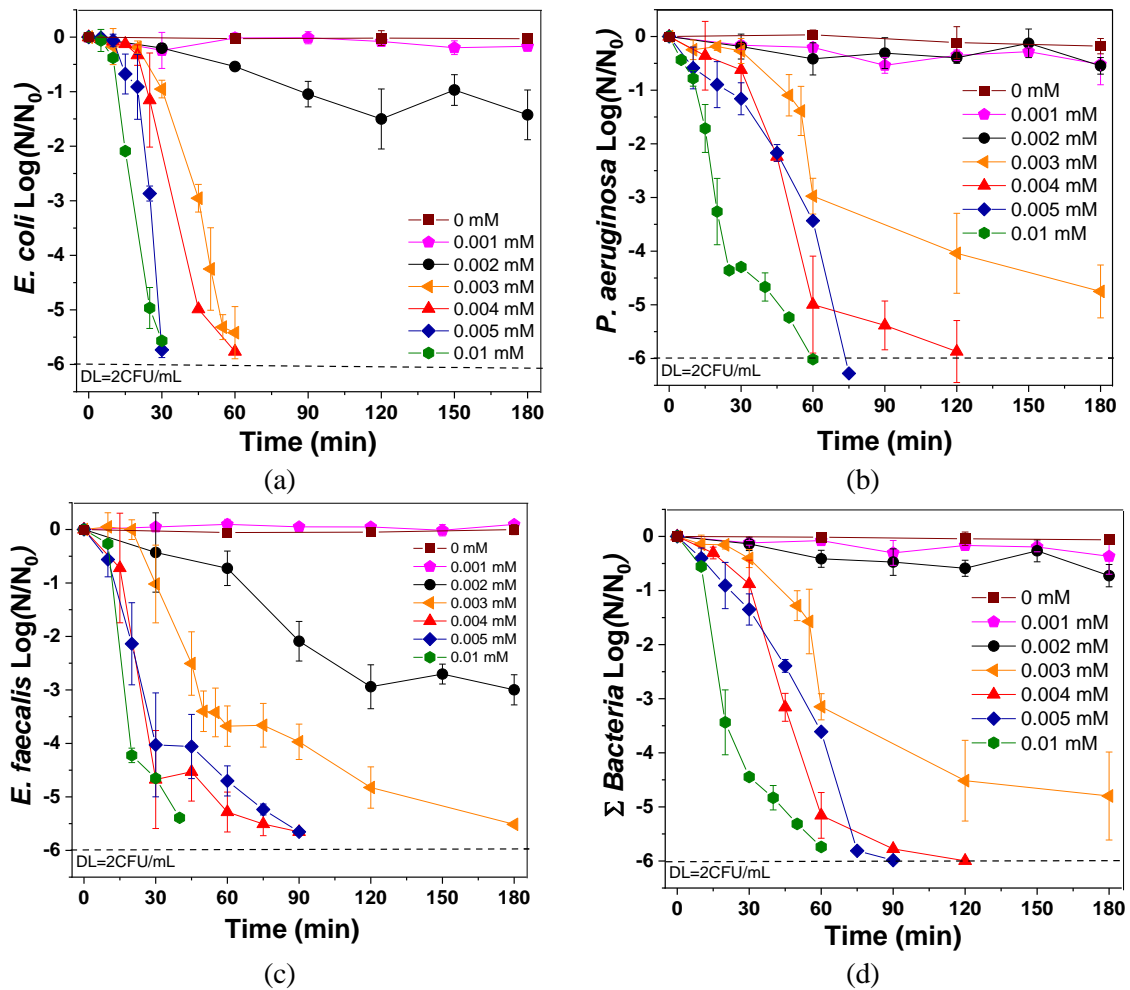 E. coli Log(N/N₀)
0
-1
-2
-3
-4
-5
-6
0 mM
0.001 mM
0.002 mM
0.003 mM
0.004 mM
0.005 mM
0.01 mM
DL=2CFU/mL
0 30 60 90 120 150 180
Time (min)
(a)
P. aeruginosa Log(N/N₀)
0
-1
-2
-3
-4
-5
-6
0 mM
0.001 mM
0.002 mM
0.003 mM
0.004 mM
0.005 mM
0.01 mM
DL=2CFU/mL
0 30 60 90 120 150 180
Time (min)
(b)
E. faecalis Log(N/N₀)
0
-1
-2
-3
-4
-5
-6
0 mM
0.001 mM
0.002 mM
0.003 mM
0.004 mM
0.005 mM
0.01 mM
DL=2CFU/mL
0 30 60 90 120 150 180
Time (min)
(c)
Σ Bacteria Log(N/N₀)
0
-1
-2
-3
-4
-5
-6
0 mM
0.001 mM
0.002 mM
0.003 mM
0.004 mM
0.005 mM
0.01 mM
DL=2CFU/mL
0 30 60 90 120 150 180
Time (min)
(d)